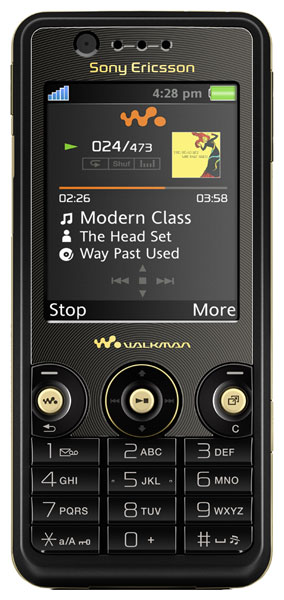 Sony Ericsson
4:28 pm
024/473
Shuf
02:26 03:58
Modern Class
The Head Set
Way Past Used
Stop More
WALKMAN
C
1 2 ABC 3 DEF
4 GHI 5 JKL 6 MNO
7 PQRS 8 TUV 9 WXYZ
* a/A 0 + #